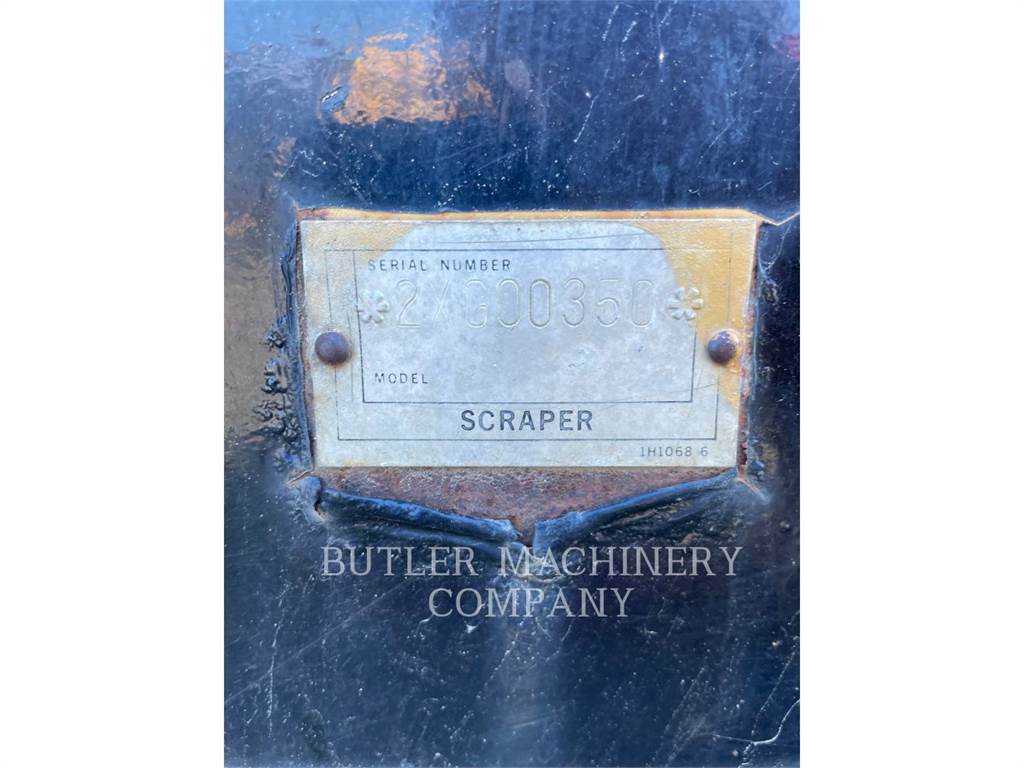 SERIAL NUMBER
MODEL
SCRAPER
1H1068 6
BUTLER MACHINERY
COMPANY